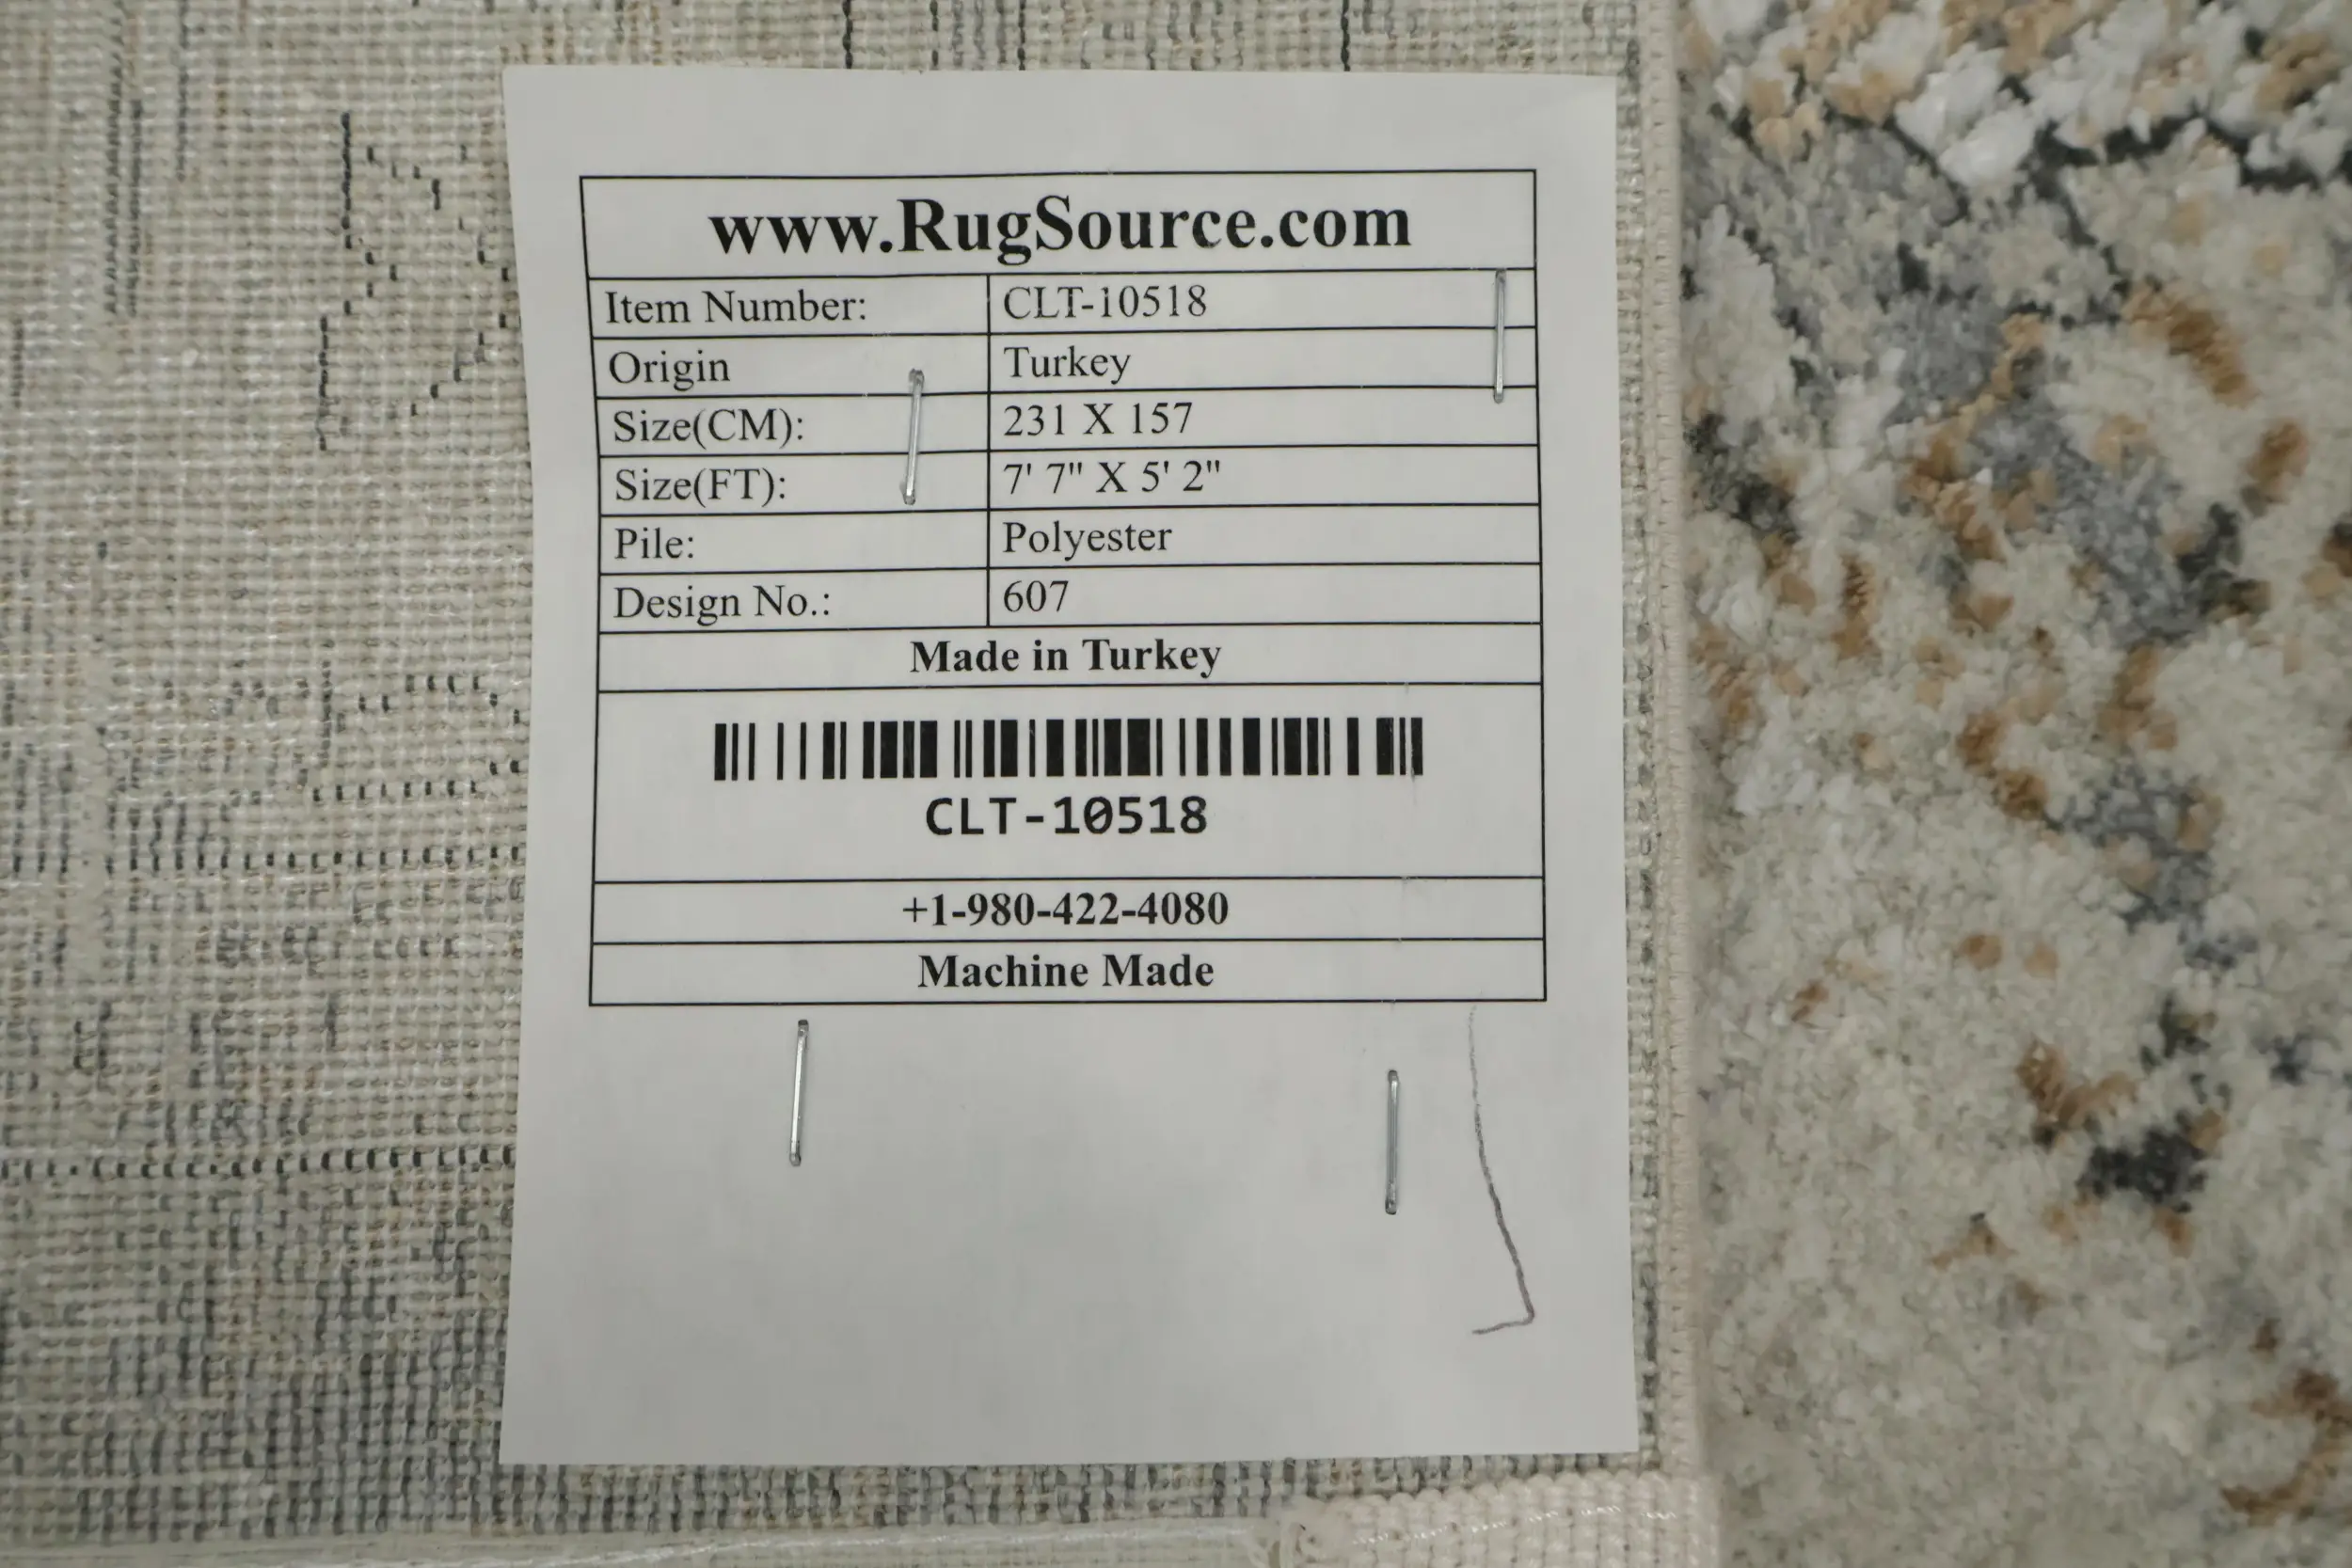 www.RugSource.com
Item Number: CLT-10518
Origin Turkey
Size(CM): 231 X 157
Size(FT): 7' 7" X 5' 2"
Pile: Polyester
Design No.: 607
Made in Turkey
CLT-10518
+1-980-422-4080
Machine Made